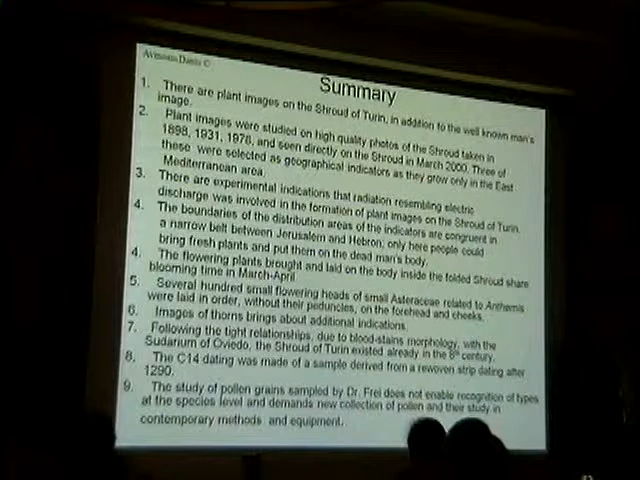 Avinoam Danin ©
Summary
1. There are plant images on the Shroud of Turin, in addition to the well known man's
image.
2. Plant images were studied on high quality photos of the Shroud taken in
1898, 1931, 1978, and seen directly on the Shroud in March 2000. Three of
these were selected as geographical indicators as they grow only in the East
Mediterranean area.
3. There are experimental indications that radiation resembling electric
discharge was involved in the formation of plant images on the Shroud of Turin.
4. The boundaries of the distribution areas of the indicators are congruent in
a narrow belt between Jerusalem and Hebron; only here people could
bring fresh plants and put them on the dead man's body.
4. The flowering plants brought and laid on the body inside the folded Shroud share
blooming time in March-April
5. Several hundred small flowering heads of small Asteraceae related to Anthemis
were laid in order, without their peduncles, on the forehead and cheeks.
6. Images of thorns brings about additional indications.
7. Following the tight relationships, due to blood-stains morphology, with the
Sudarium of Oviedo, the Shroud of Turin existed already in the 8th century.
8. The C14 dating was made of a sample derived from a rewoven strip dating after
1290.
9. The study of pollen grains sampled by Dr. Frei does not enable recognition of types
at the species level and demands new collection of pollen and their study in
contemporary methods and equipment.